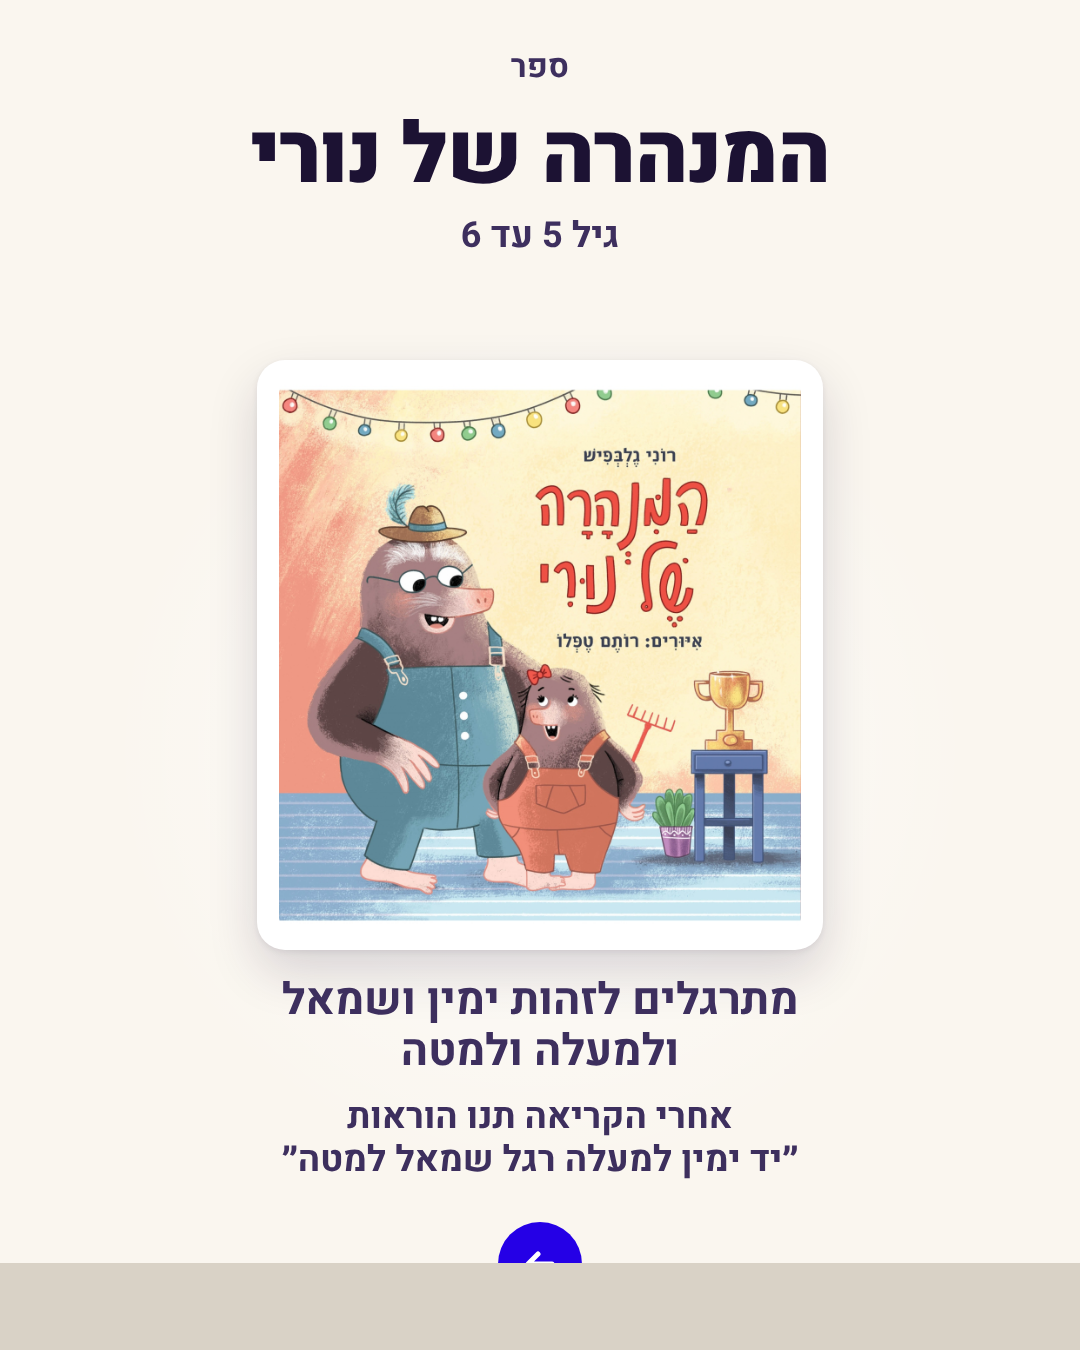 ספר
המנהרה של נורי
גיל 5 עד 6
רוֹנִי גֶלְבְּפִישׁ
הַמִּנְהָרָה
שֶׁל נוּרִי
אִיּוּרִים: רוֹתֶם טֶפְּלוֹ
מתרגלים לזהות ימין ושמאל
ולמעלה ולמטה
אחרי הקריאה תנו הוראות
”יד ימין למעלה רגל שמאל למטה”